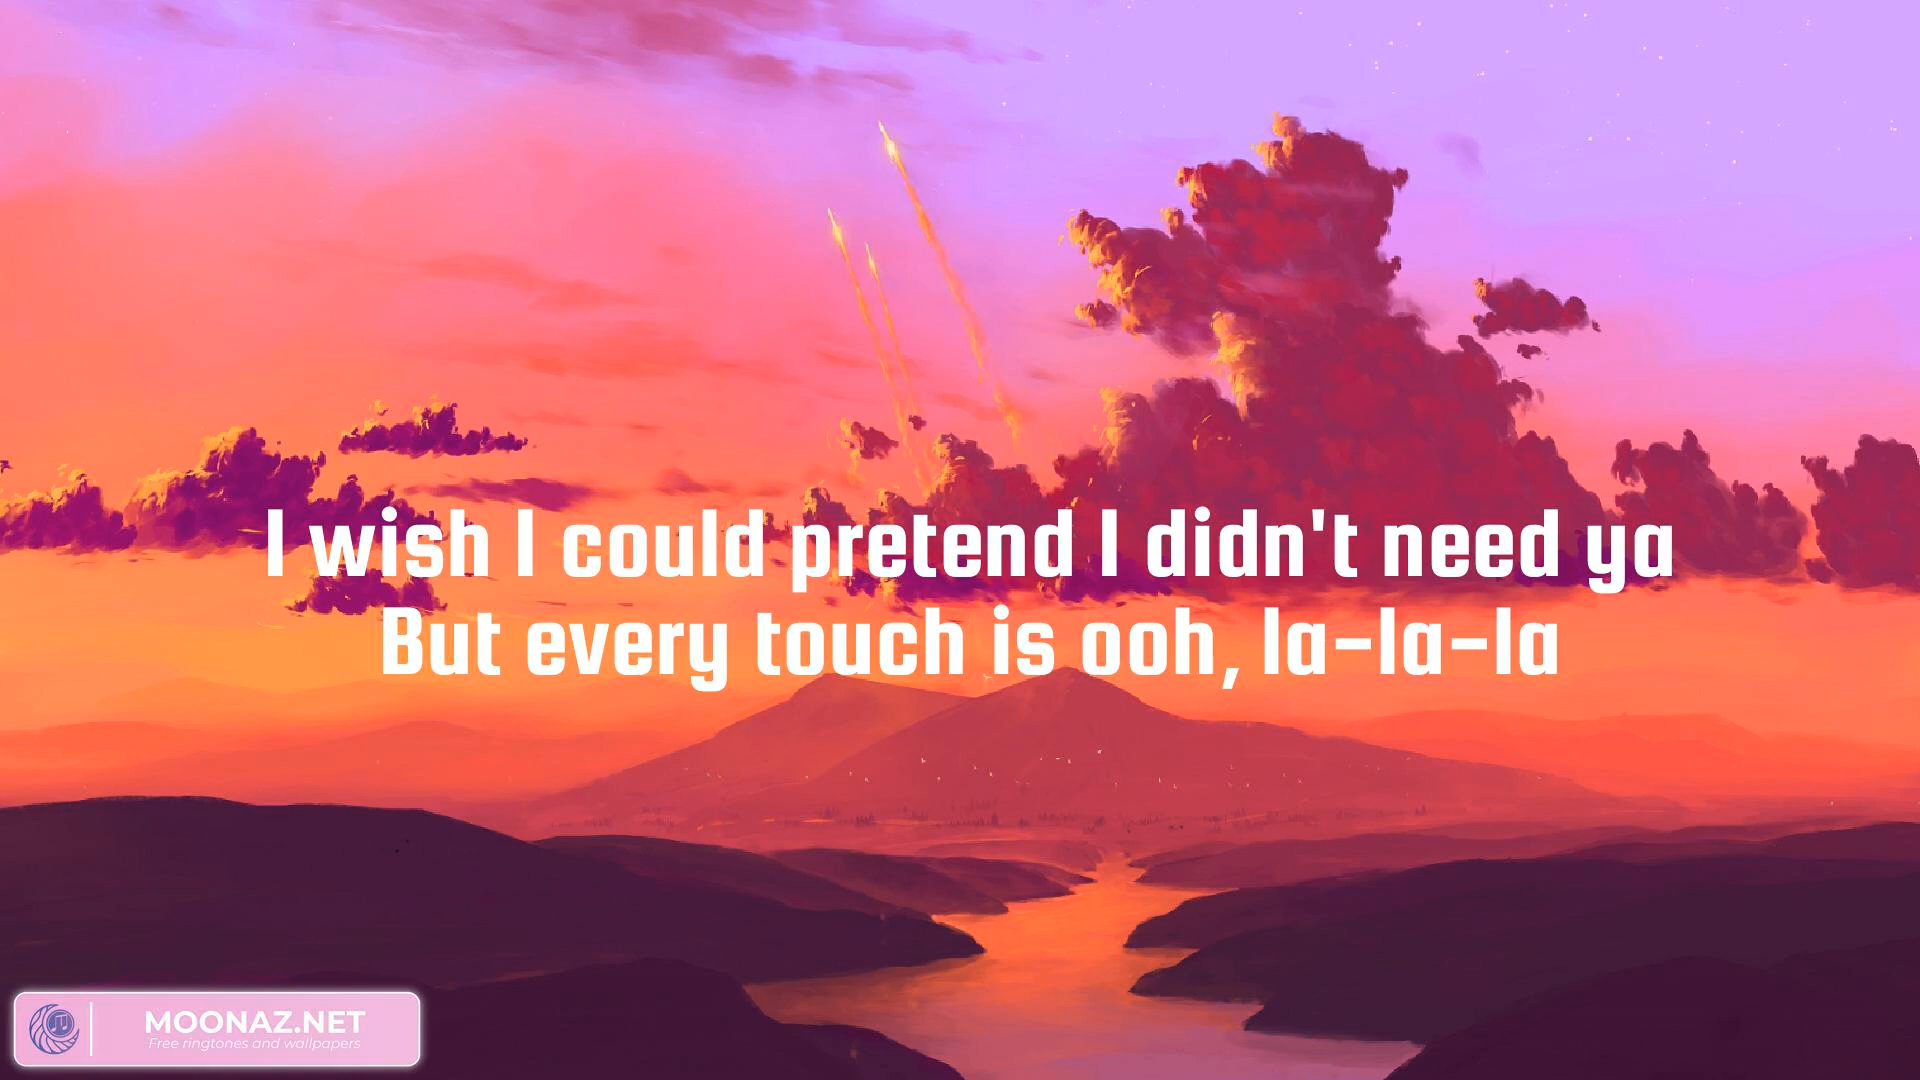 I wish I could pretend I didn't need ya
But every touch is ooh, la-la-la
MOONAZ.NET
Free ringtones and wallpapers